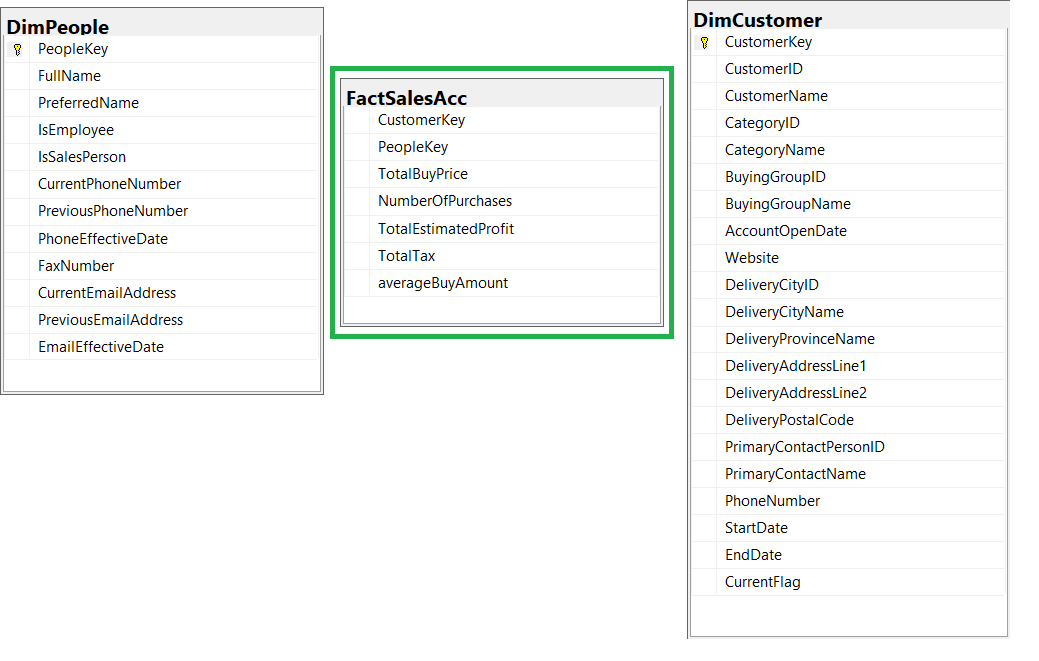 DimPeople
PeopleKey
FullName
PreferredName
IsEmployee
IsSalesPerson
CurrentPhoneNumber
PreviousPhoneNumber
PhoneEffectiveDate
FaxNumber
CurrentEmailAddress
PreviousEmailAddress
EmailEffectiveDate
FactSalesAcc
CustomerKey
PeopleKey
TotalBuyPrice
NumberOfPurchases
TotalEstimatedProfit
TotalTax
averageBuyAmount
DimCustomer
CustomerKey
CustomerID
CustomerName
CategoryID
CategoryName
BuyingGroupID
BuyingGroupName
AccountOpenDate
Website
DeliveryCityID
DeliveryCityName
DeliveryProvinceName
DeliveryAddressLine1
DeliveryAddressLine2
DeliveryPostalCode
PrimaryContactPersonID
PrimaryContactName
PhoneNumber
StartDate
EndDate
CurrentFlag